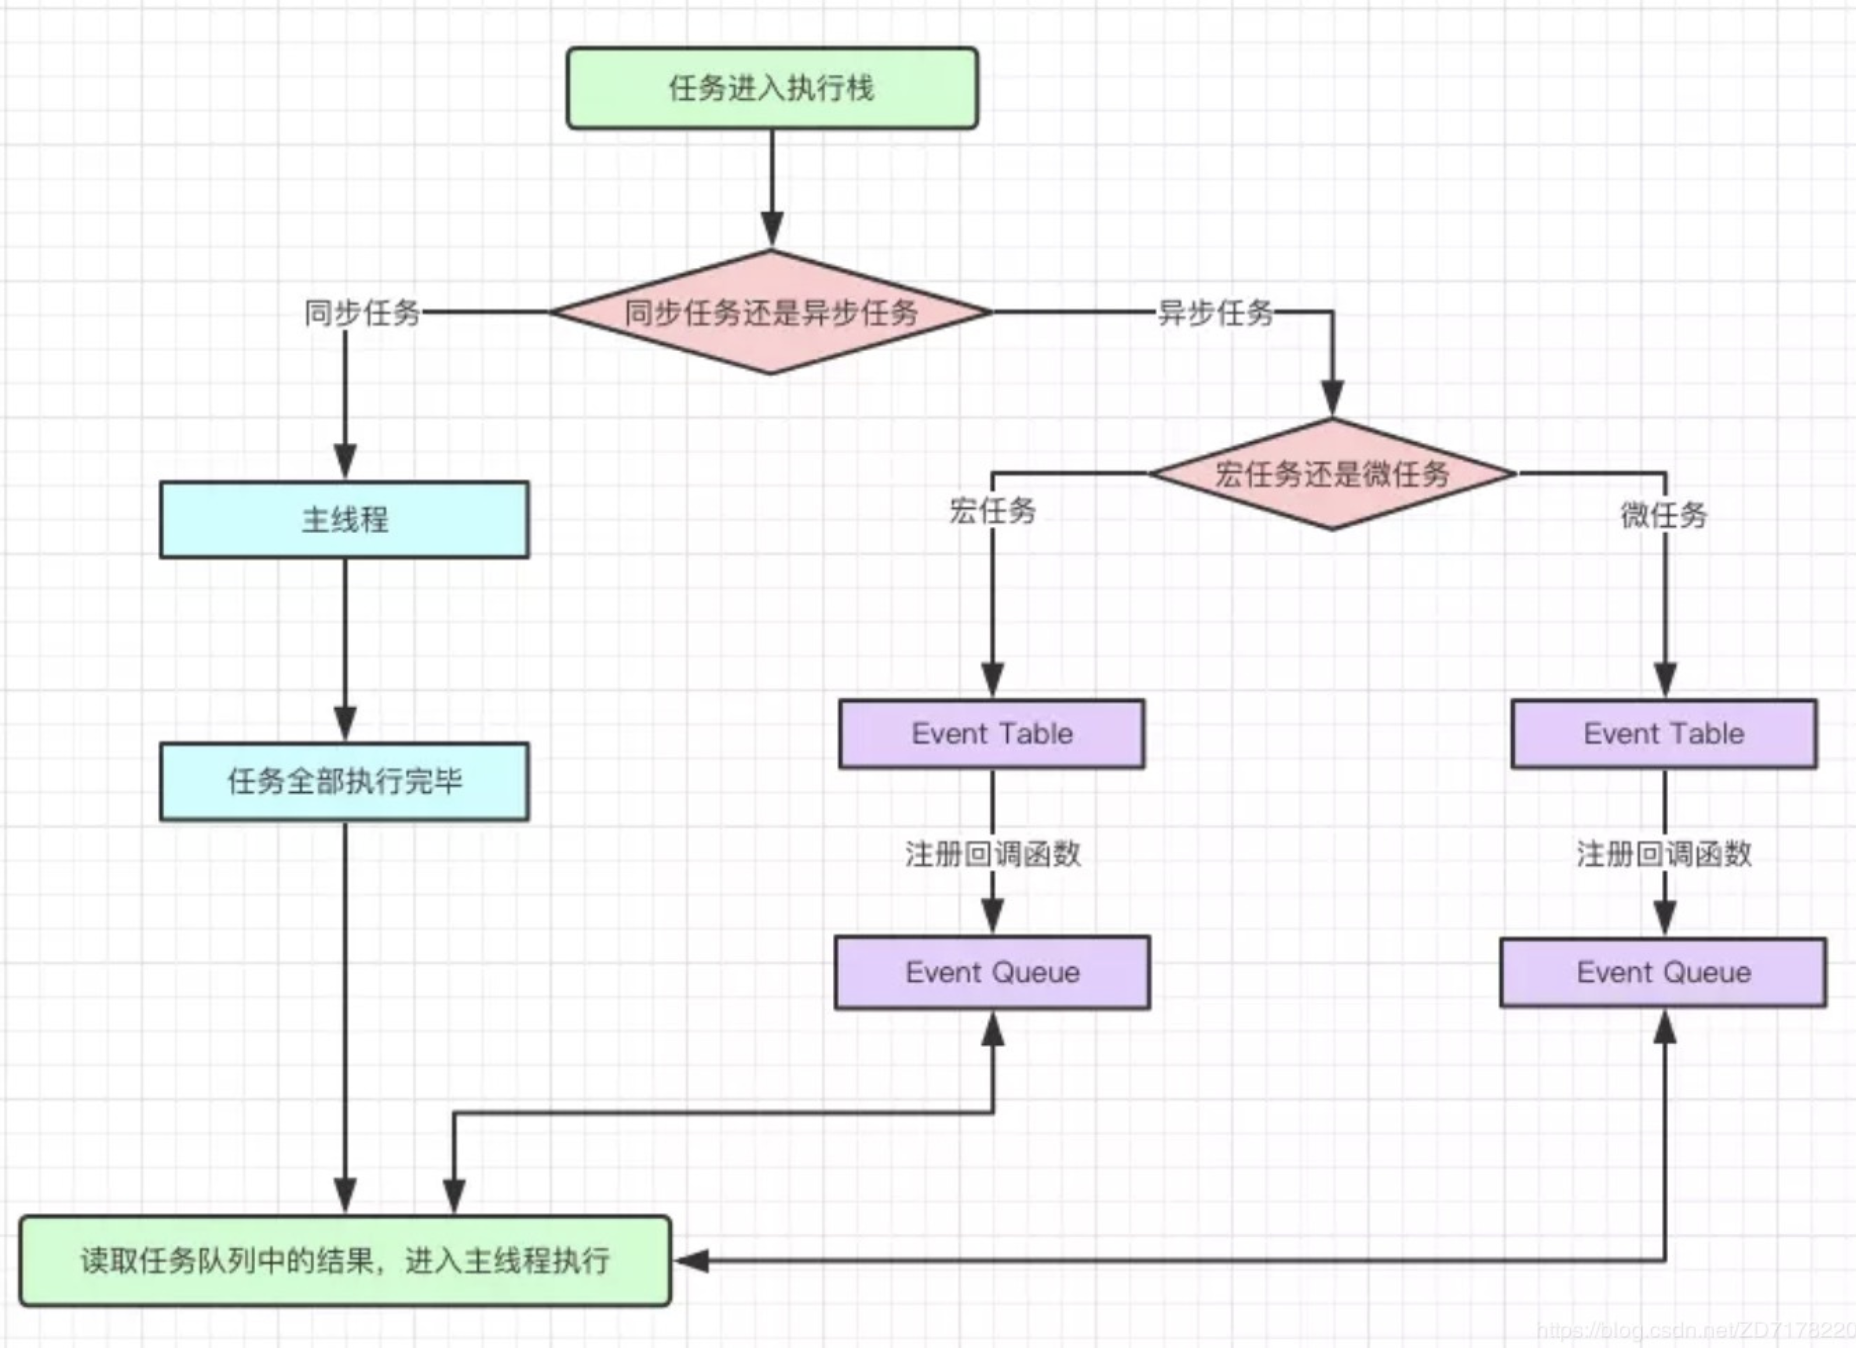 任务进入执行栈
同步任务
同步任务还是异步任务
异步任务
宏任务还是微任务
宏任务
微任务
主线程
Event Table
Event Table
任务全部执行完毕
注册回调函数
注册回调函数
Event Queue
Event Queue
读取任务队列中的结果，进入主线程执行
https://blog.csdn.net/ZD7178220